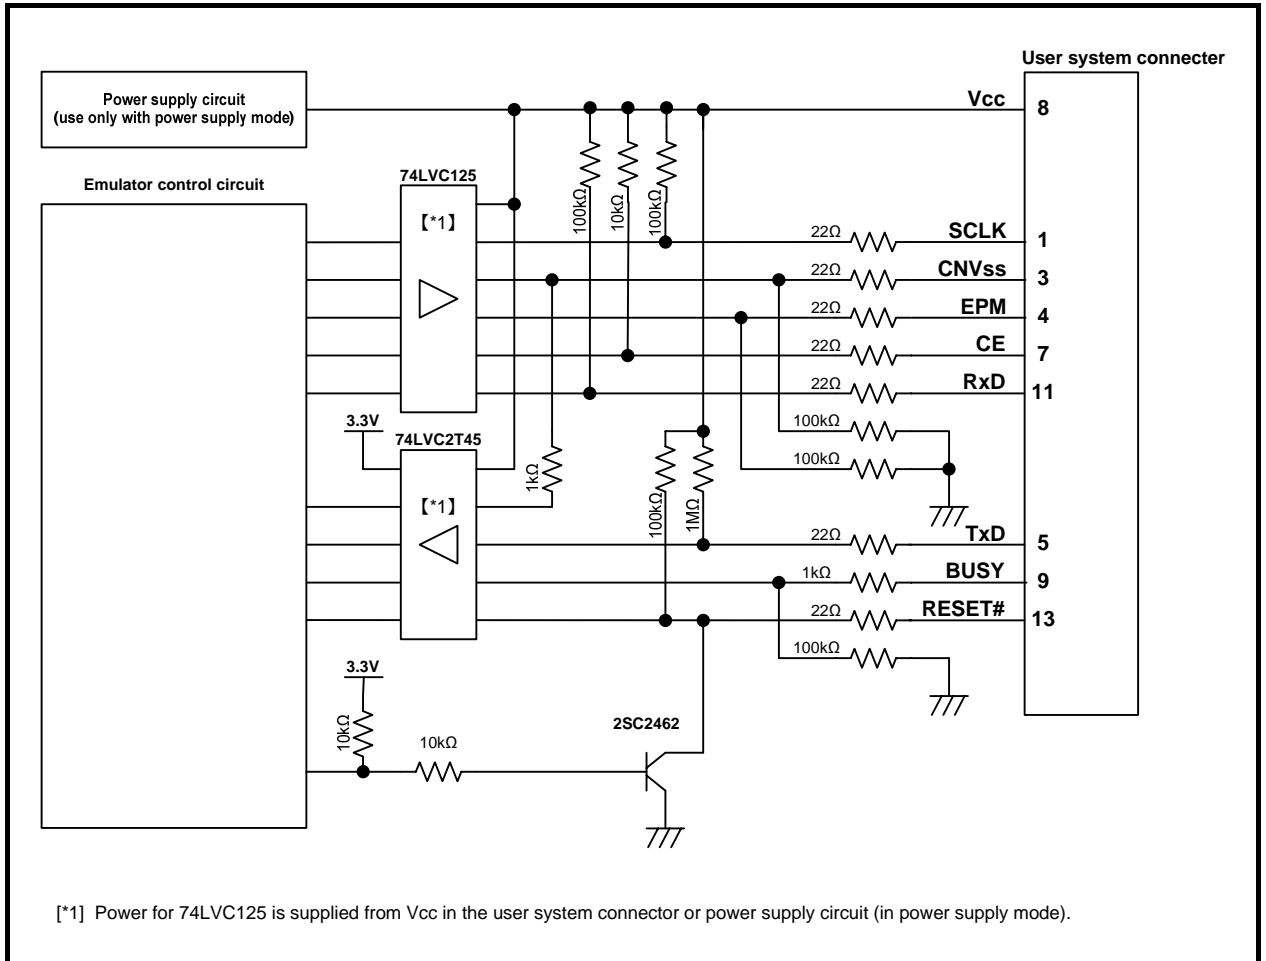 User system connecter
Power supply circuit
(use only with power supply mode)
Vcc
8
Emulator control circuit
74LVC125
【*1】
100kΩ
10kΩ
100kΩ
22Ω
SCLK
1
22Ω
CNVss
3
22Ω
EPM
4
22Ω
CE
7
22Ω
RxD
11
3.3V
100kΩ
74LVC2T45
100kΩ
【*1】
1kΩ
100kΩ
1MΩ
22Ω
TxD
5
1kΩ
BUSY
9
22Ω
RESET#
13
100kΩ
3.3V
10kΩ
10kΩ
2SC2462
[*1] Power for 74LVC125 is supplied from Vcc in the user system connector or power supply circuit (in power supply mode).